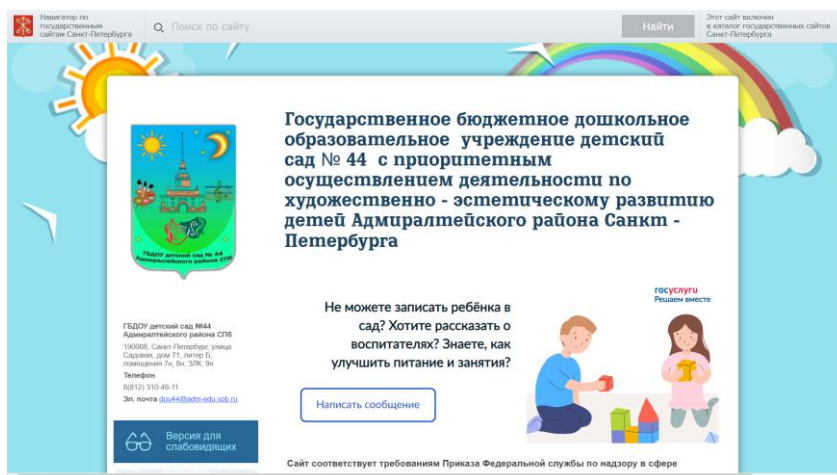 Навигатор по
государственным
сайтам Санкт-Петербурга
Поиск по сайту
Найти
Этот сайт включен
в каталог государственных сайтов
Санкт-Петербурга
Государственное бюджетное дошкольное
образовательное учреждение детский
сад № 44 с приоритетным
осуществлением деятельности по
художественно - эстетическому развитию
детей Адмиралтейского района Санкт -
Петербурга
ГБДОУ детский сад № 44
Адмиралтейского района СПб
госуслуги
Решаем вместе
Не можете записать ребёнка в
сад? Хотите рассказать о
воспитателях? Знаете, как
улучшить питание и занятия?
Написать сообщение
ГБДОУ детский сад №44
Адмиралтейского района СПб
190068, Санкт-Петербург, улица
Садовая, дом 71, литер Б,
помещения 7н, 8н, 3ЛК, 9н
Телефон
8(812) 310-48-11
Эл. почта dou44@adm-edu.spb.ru
Версия для
слабовидящих
Сайт соответствует требованиям Приказа Федеральной службы по надзору в сфере